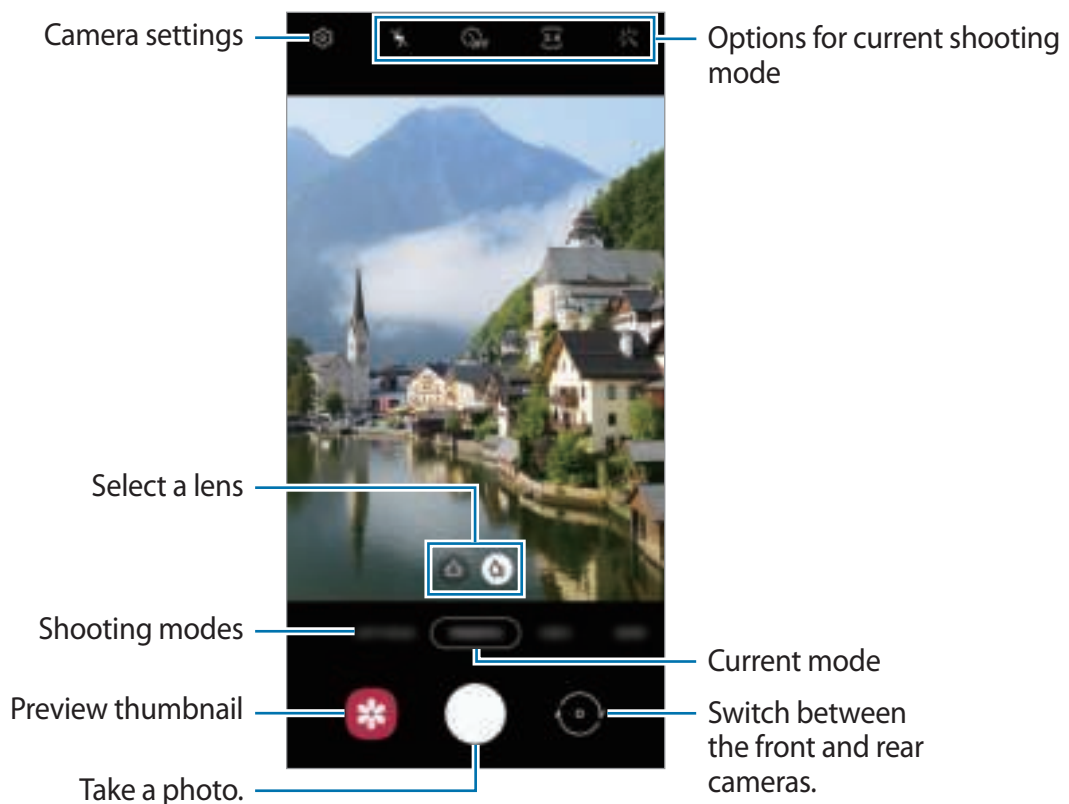 Camera settings
Options for current shooting
mode
Select a lens
Shooting modes
Current mode
Preview thumbnail
Switch between
the front and rear
cameras.
Take a photo.